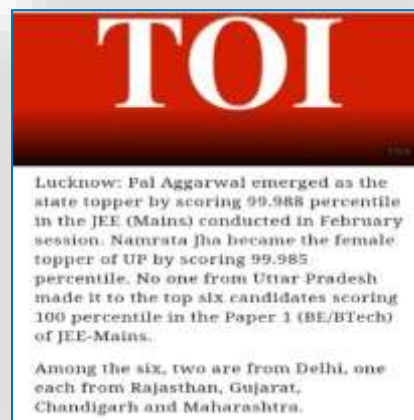 TOI
Lucknow: Pal Aggarwal emerged as the
state topper by scoring 99.988 percentile
in the JEE (Mains) conducted in February
session. Namrata Jha became the female
topper of UP by scoring 99.985
percentile. No one from Uttar Pradesh
made it to the top six candidates scoring
100 percentile in the Paper 1 (BE/BTech)
of JEE-Mains.
Among the six, two are from Delhi, one
each from Rajasthan, Gujarat,
Chandigarh and Maharashtra.